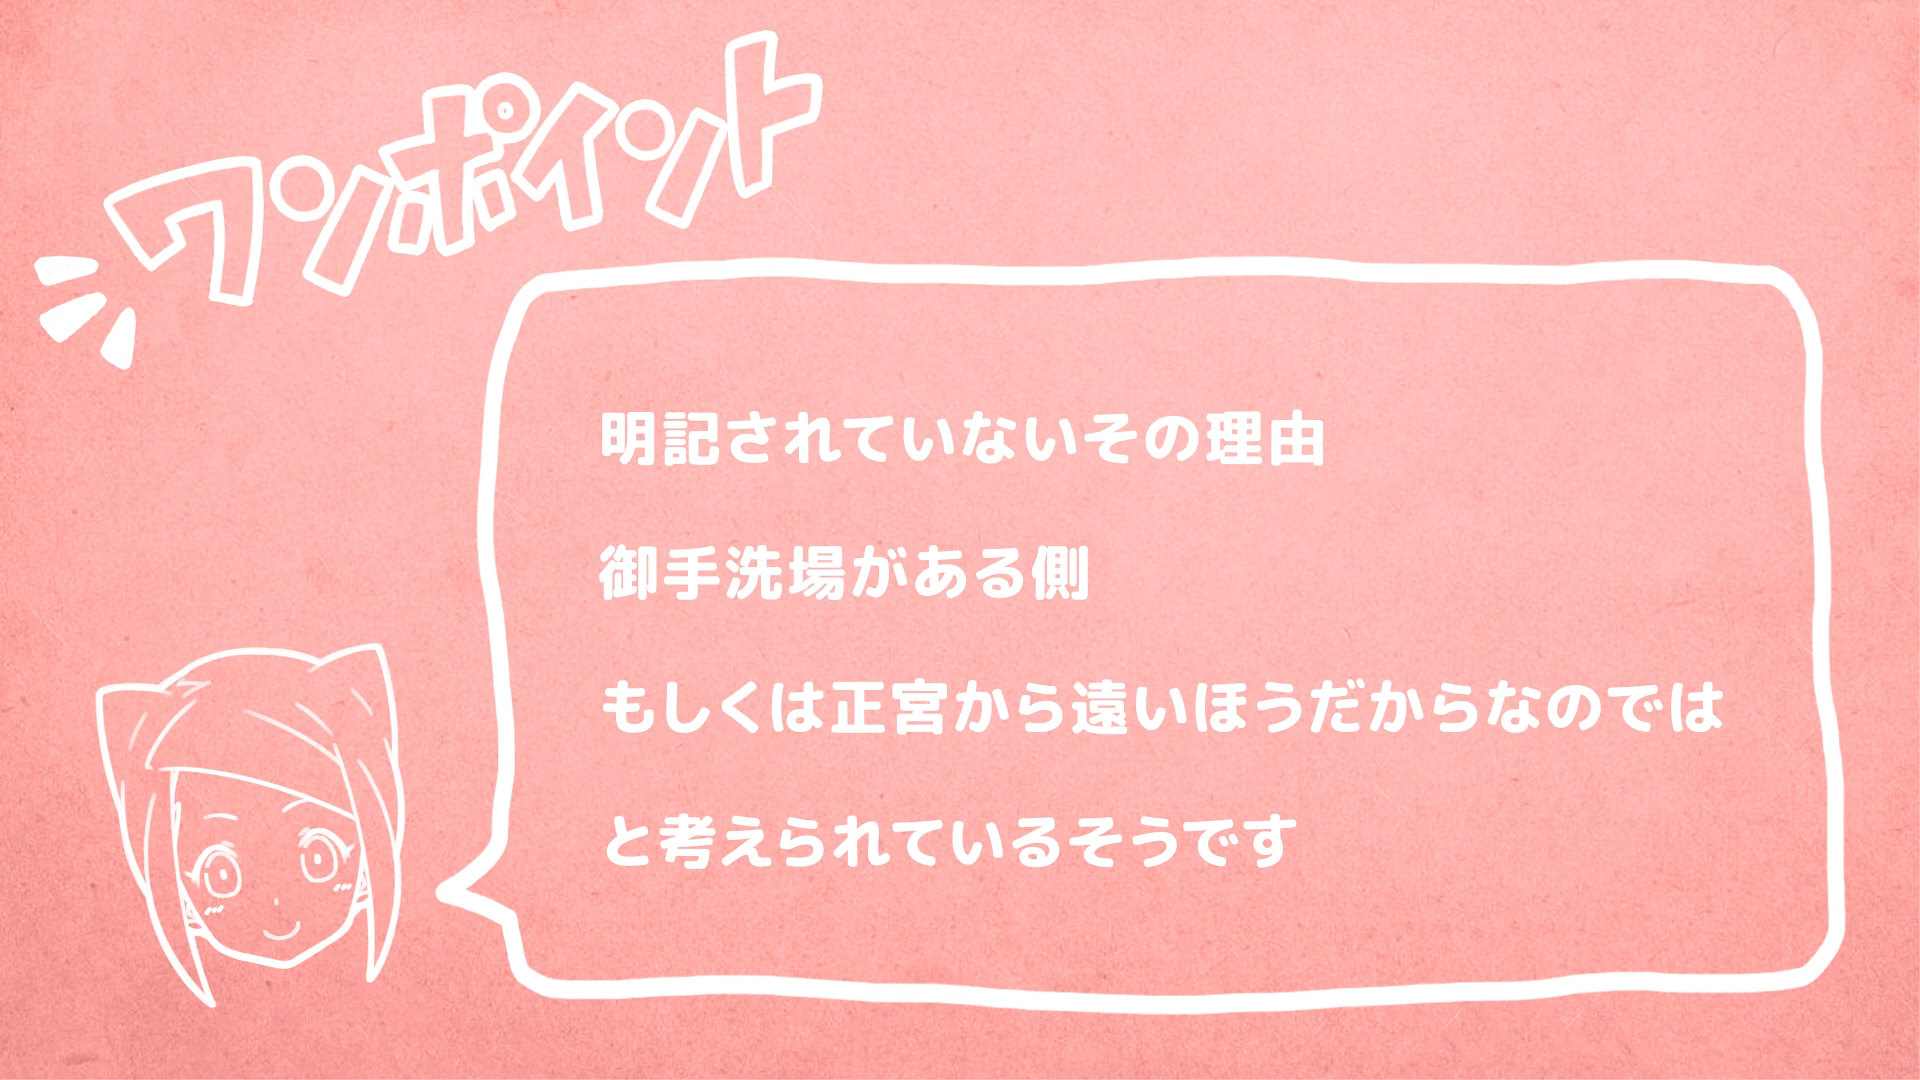 ワンポイント
明記されていないその理由
御手洗場がある側
もしくは正宮から遠いほうだからなのでは
と考えられているそうです